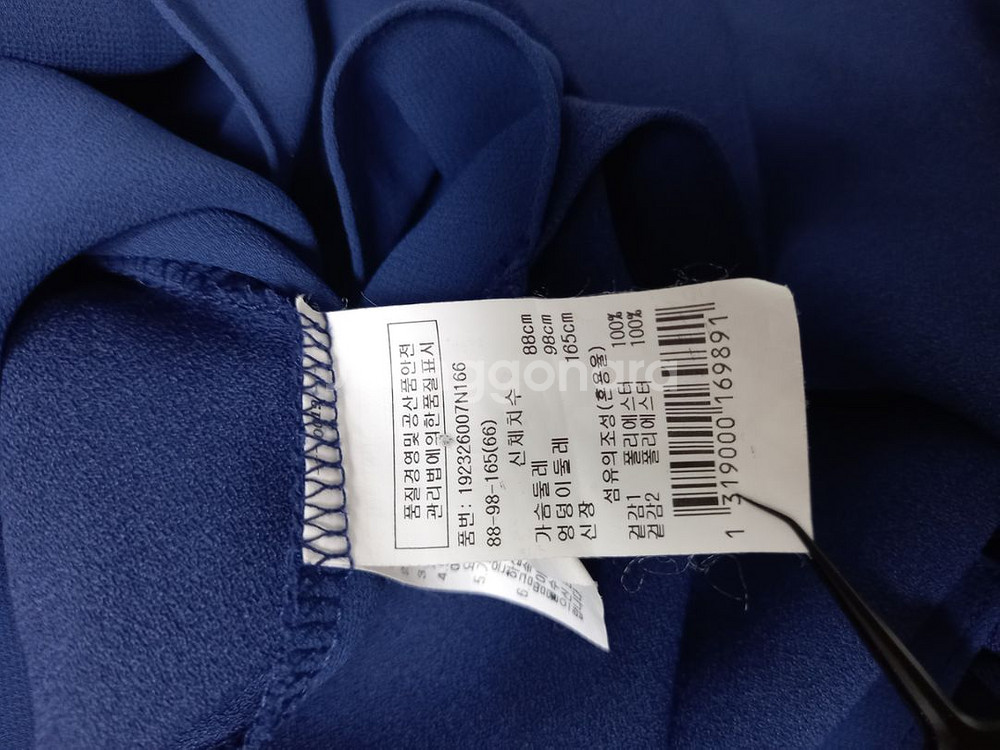 품질경영및공산품안전
관리법에의한품질표시
품번: 192326007N166
88-98-165(66)
신체치수
가슴둘레 88cm
엉덩이둘레 98cm
신장 165cm
섬유의조성(혼용율)
겉감1 폴리에스터 100%
겉감2 폴리에스터 100%
13190000169891
ggonara